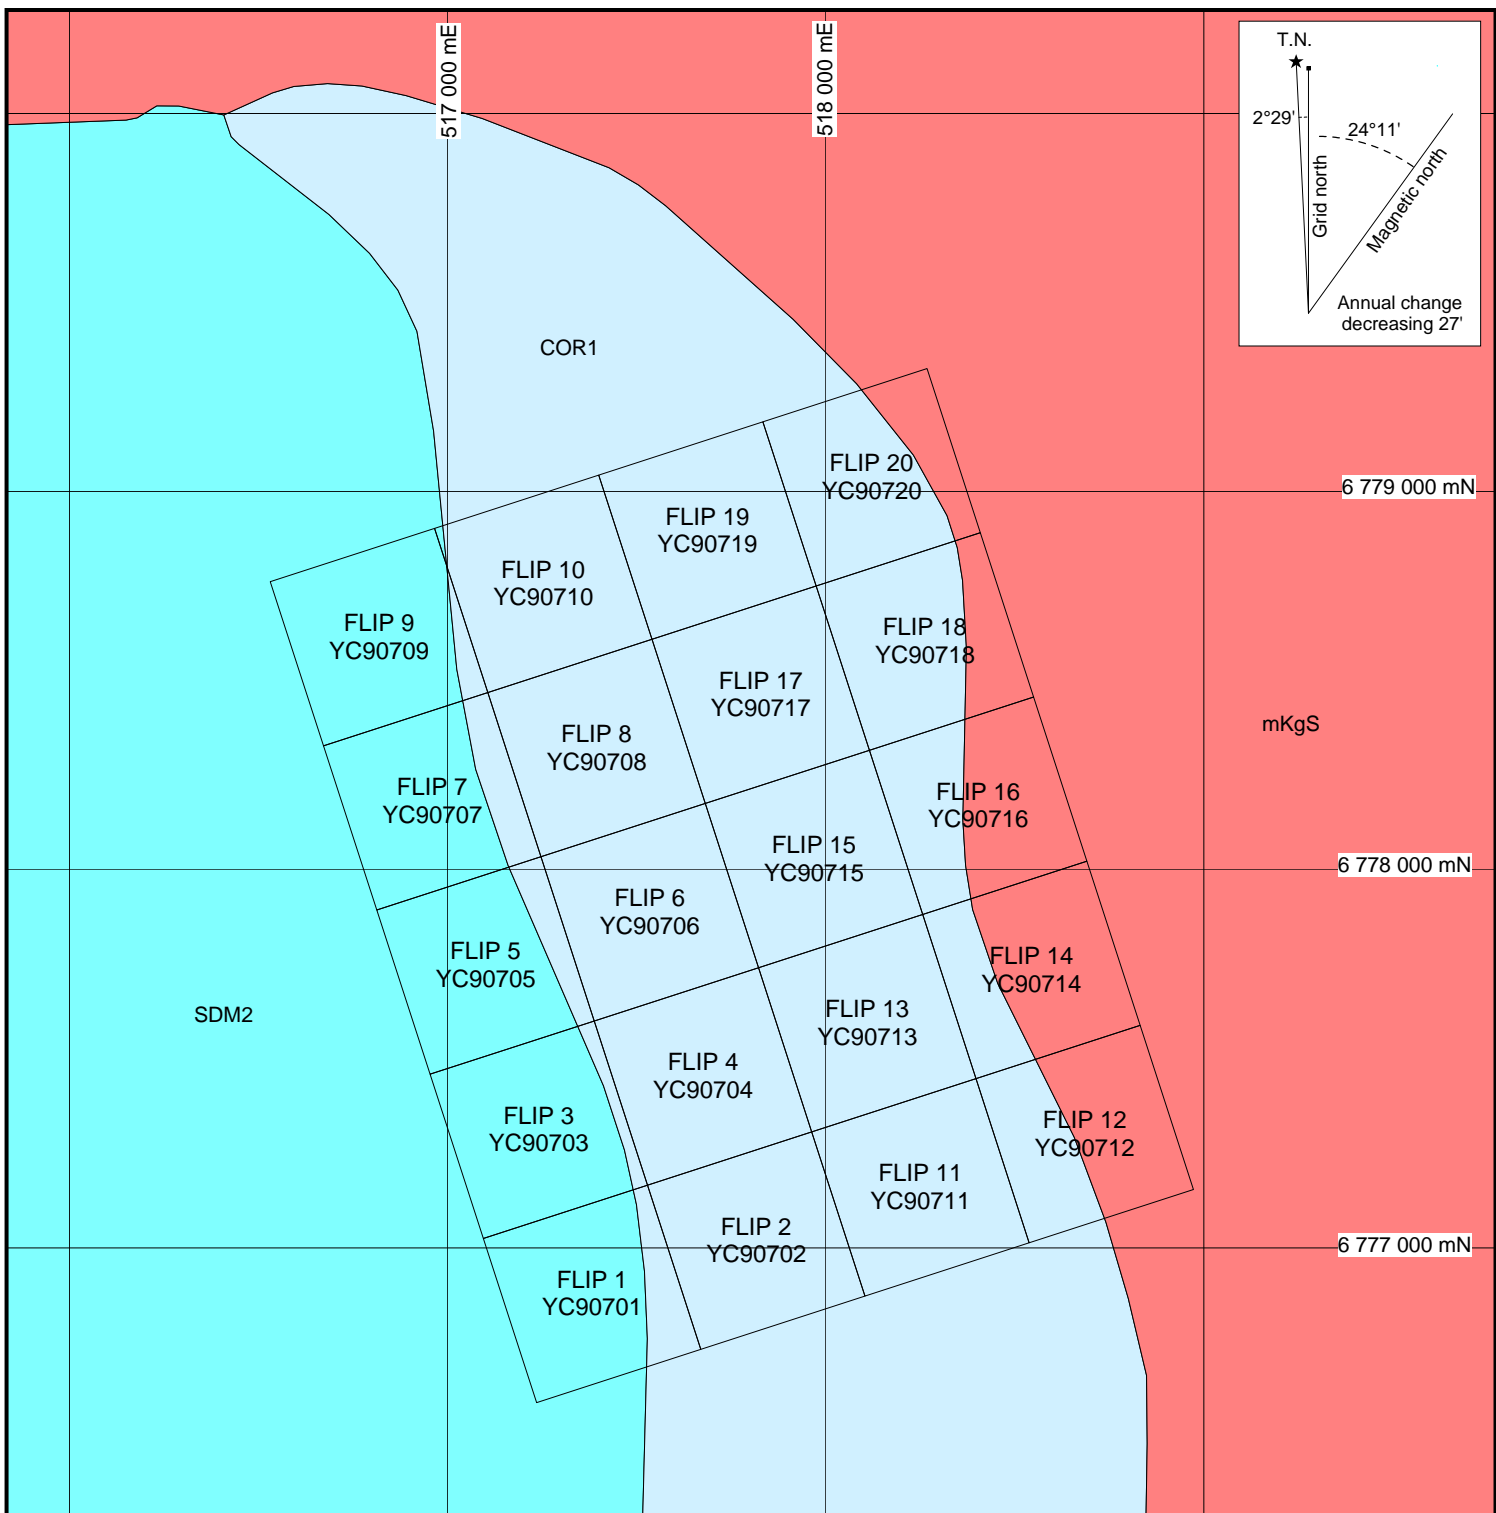 517 000 mE
518 000 mE
T.N.
2°29'
24°11'
Grid north
Magnetic north
Annual change
decreasing 27'
COR1
6 779 000 mN
FLIP 20
YC90720
FLIP 19
YC90719
FLIP 10
YC90710
FLIP 9
YC90709
FLIP 18
YC90718
FLIP 17
YC90717
mKgS
FLIP 8
YC90708
FLIP 7
YC90707
FLIP 16
YC90716
FLIP 15
YC90715
6 778 000 mN
FLIP 6
YC90706
FLIP 5
YC90705
FLIP 14
YC90714
SDM2
FLIP 13
YC90713
FLIP 4
YC90704
FLIP 3
YC90703
FLIP 12
YC90712
FLIP 11
YC90711
FLIP 2
YC90702
6 777 000 mN
FLIP 1
YC90701